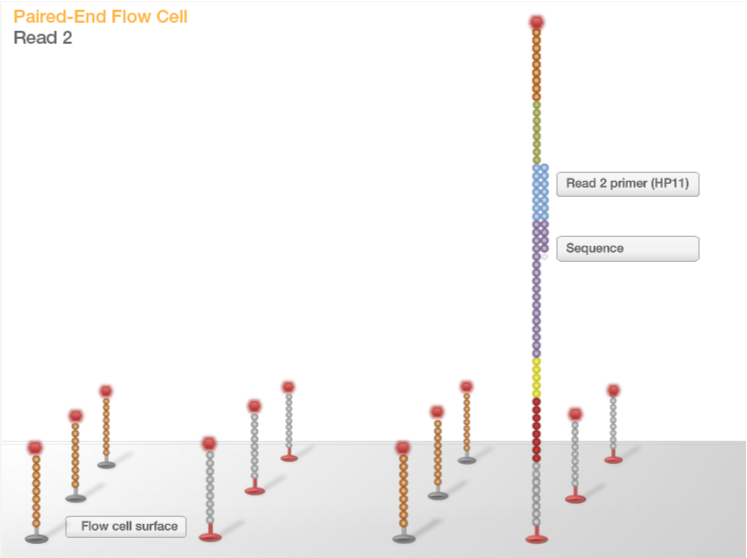 Paired-End Flow Cell
Read 2
Read 2 primer (HP11)
Sequence
Flow cell surface